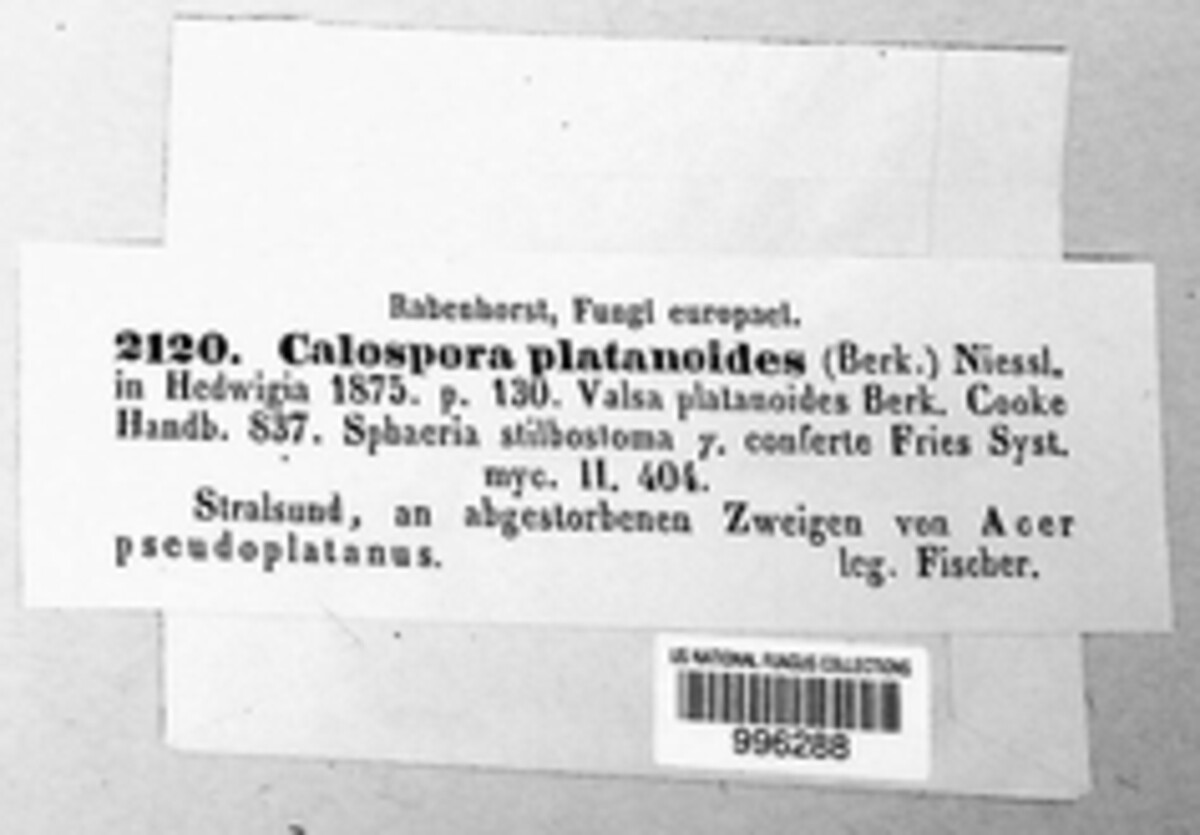 Rabenhorst, Fungi europaei.
2120. Calospora platanoides (Berk.) Niessl.
in Hedwigia 1875. p. 130. Valsa platanoides Berk. Cooke
Handb. 837. Sphaeria stilbostoma γ. conferte Fries Syst.
myc. II. 404.
Stralsund, an abgestorbenen Zweigen von Acer
pseudoplatanus. leg. Fischer.
US NATIONAL FUNGUS COLLECTIONS
996288